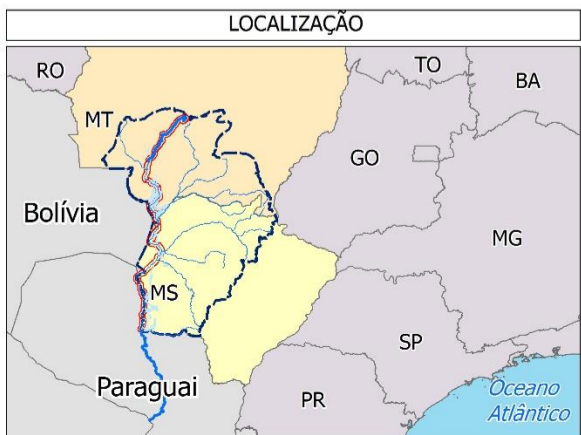 LOCALIZAÇÃO
RO
TO
BA
MT
GO
Bolívia
MG
MS
SP
Paraguai
PR
Oceano
Atlântico